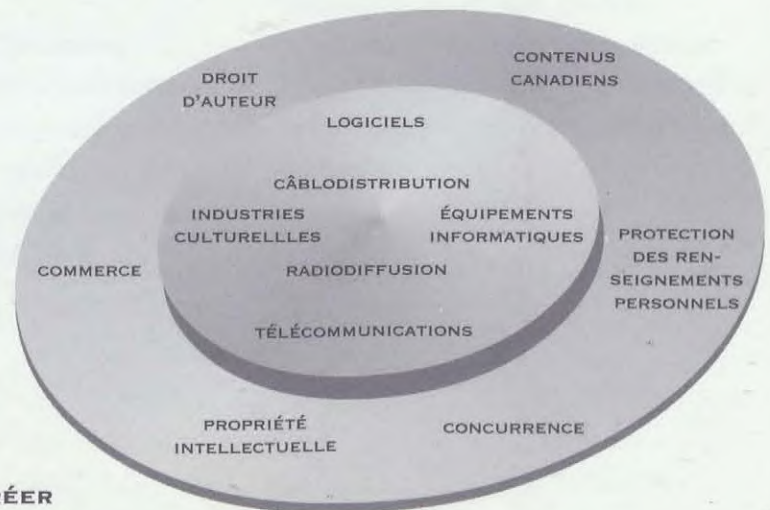 CONTENUS
CANADIENS
DROIT
D'AUTEUR
LOGICIELS
CÂBLODISTRIBUTION
INDUSTRIES
CULTURELLLES
ÉQUIPEMENTS
INFORMATIQUES
PROTECTION
DES REN-
SEIGNEMENTS
PERSONNELS
COMMERCE
RADIODIFFUSION
TÉLÉCOMMUNICATIONS
PROPRIÉTÉ
INTELLECTUELLE
CONCURRENCE
ÉER